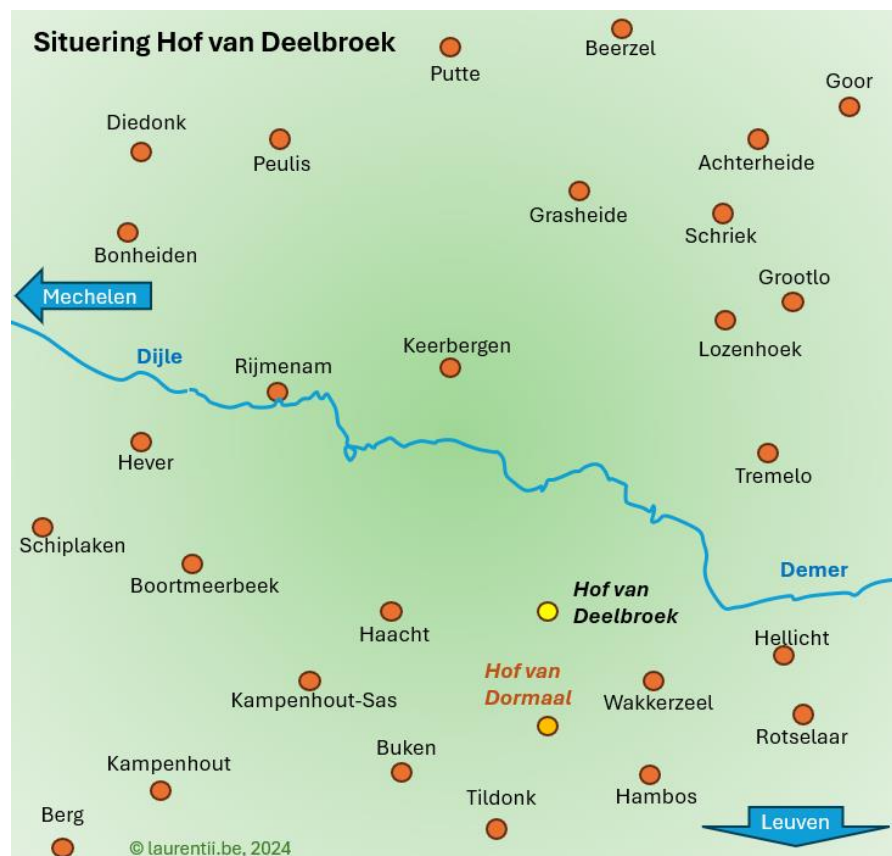 Situering Hof van Deelbroek
Beerzel
Putte
Goor
Diedonk
Peulis
Achterheide
Grasheide
Schriek
Bonheiden
Grootlo
Mechelen
Lozenhoek
Keerbergen
Dijle
Rijmenam
Hever
Tremelo
Schiplaken
Boortmeerbeek
Demer
Hof van
Deelbroek
Haacht
Hellicht
Hof van
Dormaal
Kampenhout-Sas
Wakkerzeel
Rotselaar
Buken
Kampenhout
Tildonk
Hambos
Berg
Leuven
© laurentii.be, 2024